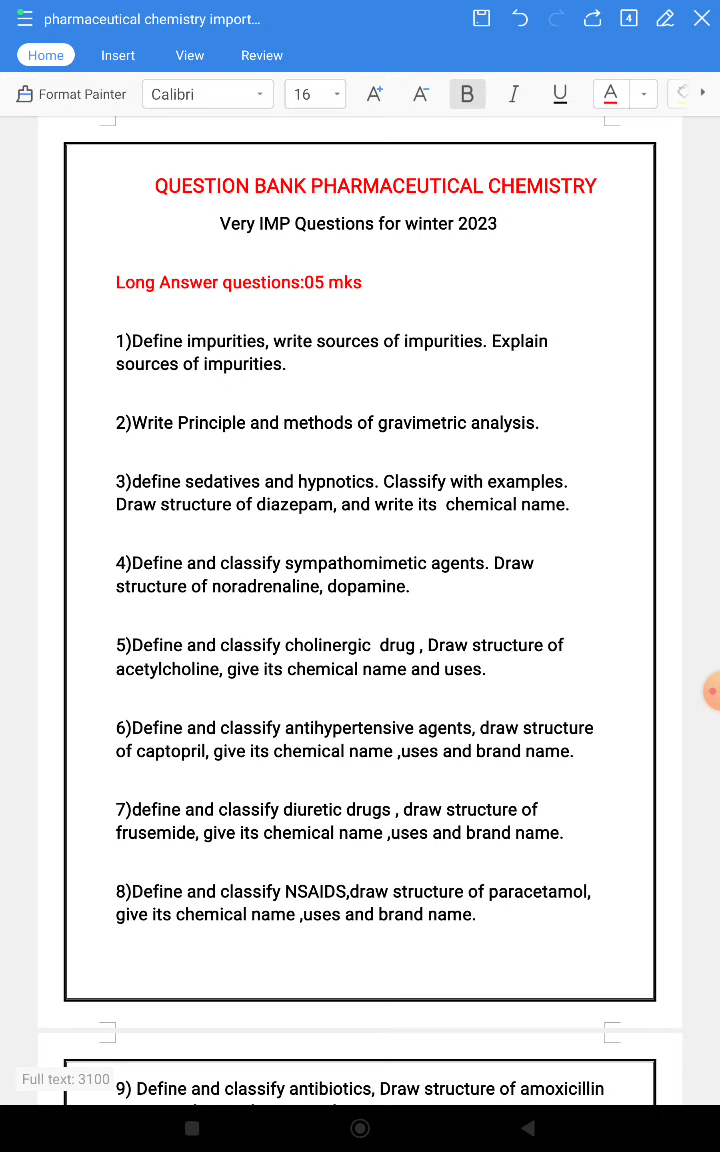 pharmaceutical chemistry import...
4
Home Insert View Review
Format Painter Calibri 16 A+ A- B I U A
QUESTION BANK PHARMACEUTICAL CHEMISTRY
Very IMP Questions for winter 2023
Long Answer questions:05 mks
1)Define impurities, write sources of impurities. Explain
sources of impurities.
2)Write Principle and methods of gravimetric analysis.
3)define sedatives and hypnotics. Classify with examples.
Draw structure of diazepam, and write its  chemical name.
4)Define and classify sympathomimetic agents. Draw
structure of noradrenaline, dopamine.
5)Define and classify cholinergic  drug , Draw structure of
acetylcholine, give its chemical name and uses.
6)Define and classify antihypertensive agents, draw structure
of captopril, give its chemical name ,uses and brand name.
7)define and classify diuretic drugs , draw structure of
frusemide, give its chemical name ,uses and brand name.
8)Define and classify NSAIDS,draw structure of paracetamol,
give its chemical name ,uses and brand name.
Full text: 3100
9) Define and classify antibiotics, Draw structure of amoxicillin